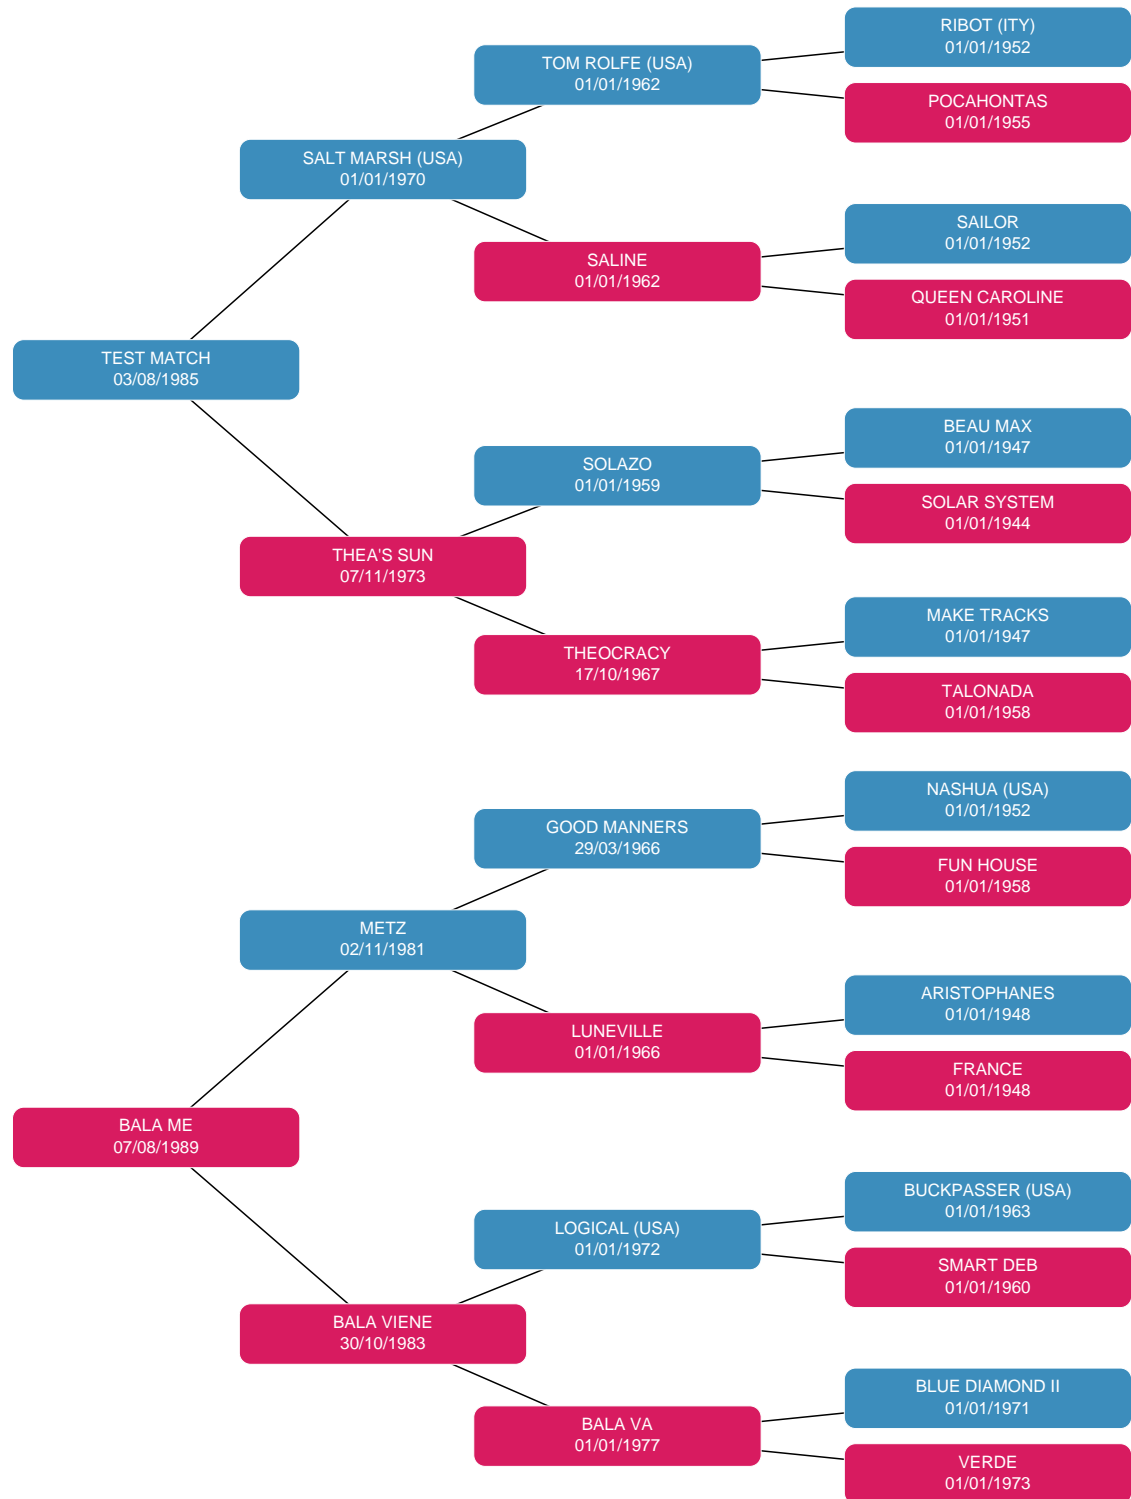 RIBOT (ITY)
01/01/1952
TOM ROLFE (USA)
01/01/1962
POCAHONTAS
01/01/1955
SALT MARSH (USA)
01/01/1970
SAILOR
01/01/1952
SALINE
01/01/1962
QUEEN CAROLINE
01/01/1951
TEST MATCH
03/08/1985
BEAU MAX
01/01/1947
SOLAZO
01/01/1959
SOLAR SYSTEM
01/01/1944
THEA'S SUN
07/11/1973
MAKE TRACKS
01/01/1947
THEOCRACY
17/10/1967
TALONADA
01/01/1958
NASHUA (USA)
01/01/1952
GOOD MANNERS
29/03/1966
FUN HOUSE
01/01/1958
METZ
02/11/1981
ARISTOPHANES
01/01/1948
LUNEVILLE
01/01/1966
FRANCE
01/01/1948
BALA ME
07/08/1989
BUCKPASSER (USA)
01/01/1963
LOGICAL (USA)
01/01/1972
SMART DEB
01/01/1960
BALA VIENE
30/10/1983
BLUE DIAMOND II
01/01/1971
BALA VA
01/01/1977
VERDE
01/01/1973